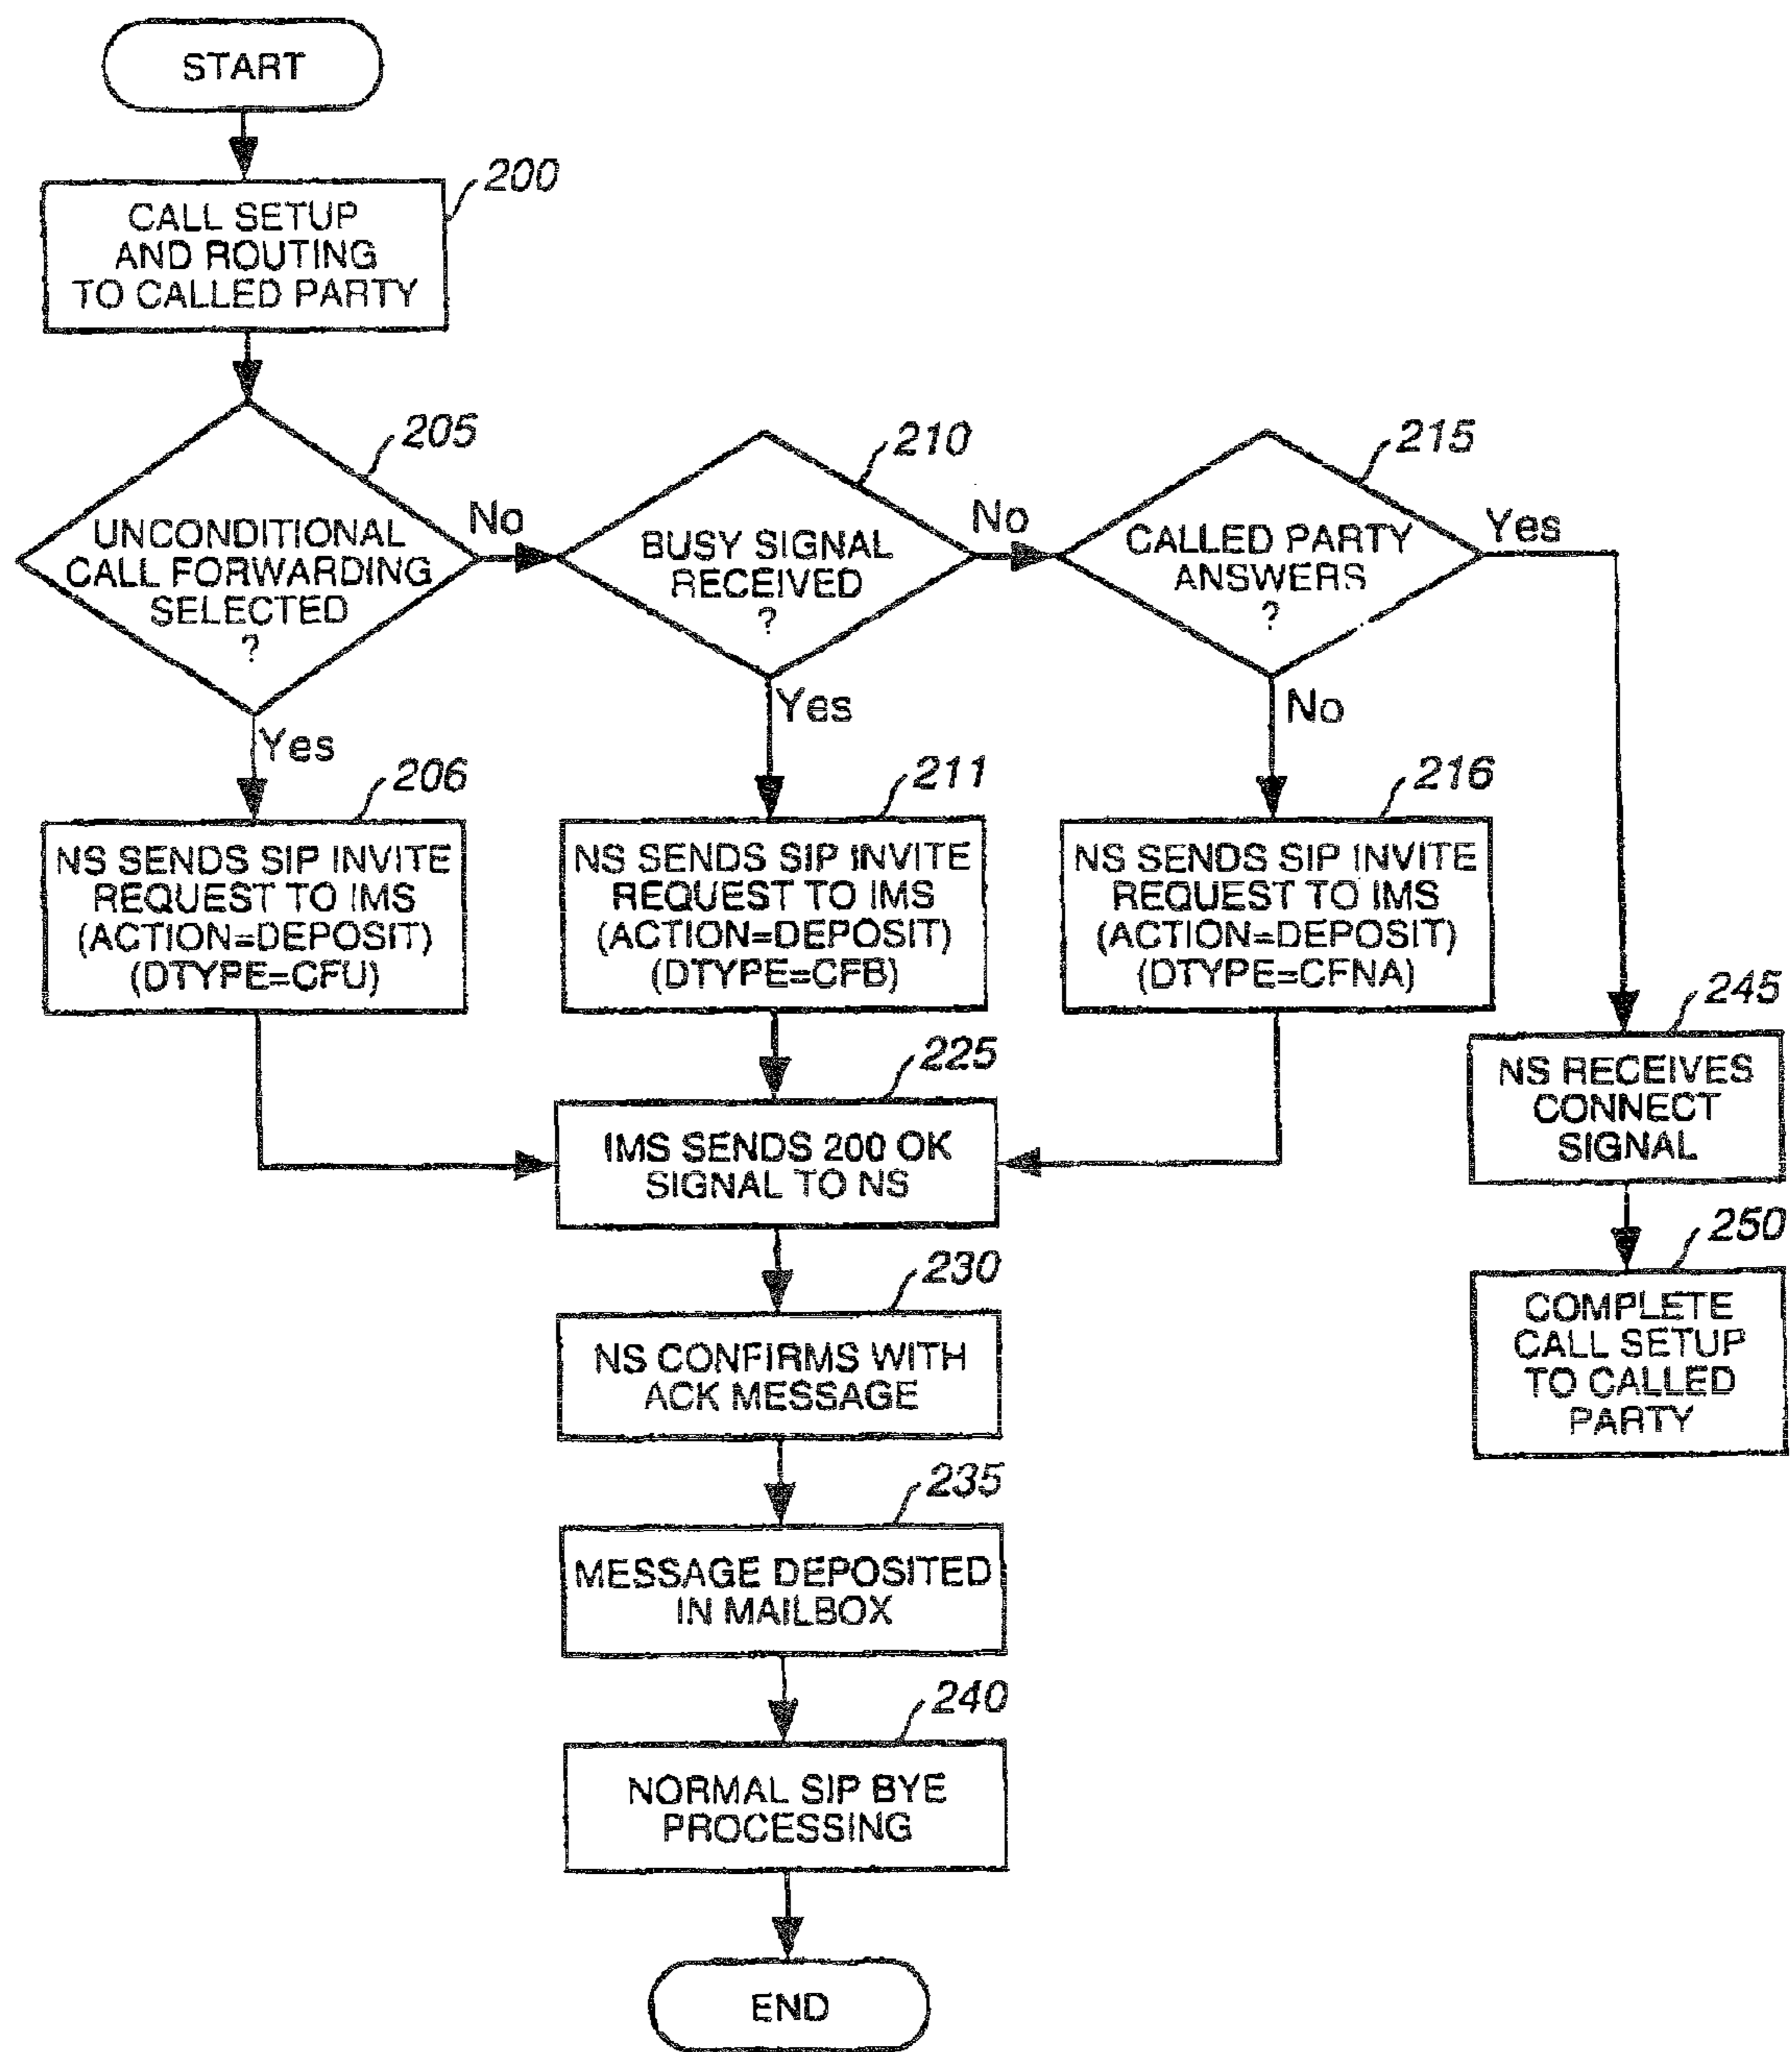 START
200
CALL SETUP
AND ROUTING
TO CALLED PARTY
205
UNCONDITIONAL
CALL FORWARDING
SELECTED
?
No
Yes
210
BUSY SIGNAL
RECEIVED
?
No
Yes
215
CALLED PARTY
ANSWERS
?
Yes
No
206
NS SENDS SIP INVITE
REQUEST TO IMS
(ACTION=DEPOSIT)
(DTYPE=CFU)
211
NS SENDS SIP INVITE
REQUEST TO IMS
(ACTION=DEPOSIT)
(DTYPE=CFB)
216
NS SENDS SIP INVITE
REQUEST TO IMS
(ACTION=DEPOSIT)
(DTYPE=CFNA)
245
NS RECEIVES
CONNECT
SIGNAL
225
IMS SENDS 200 OK
SIGNAL TO NS
250
COMPLETE
CALL SETUP
TO CALLED
PARTY
230
NS CONFIRMS WITH
ACK MESSAGE
235
MESSAGE DEPOSITED
IN MAILBOX
240
NORMAL SIP BYE
PROCESSING
END